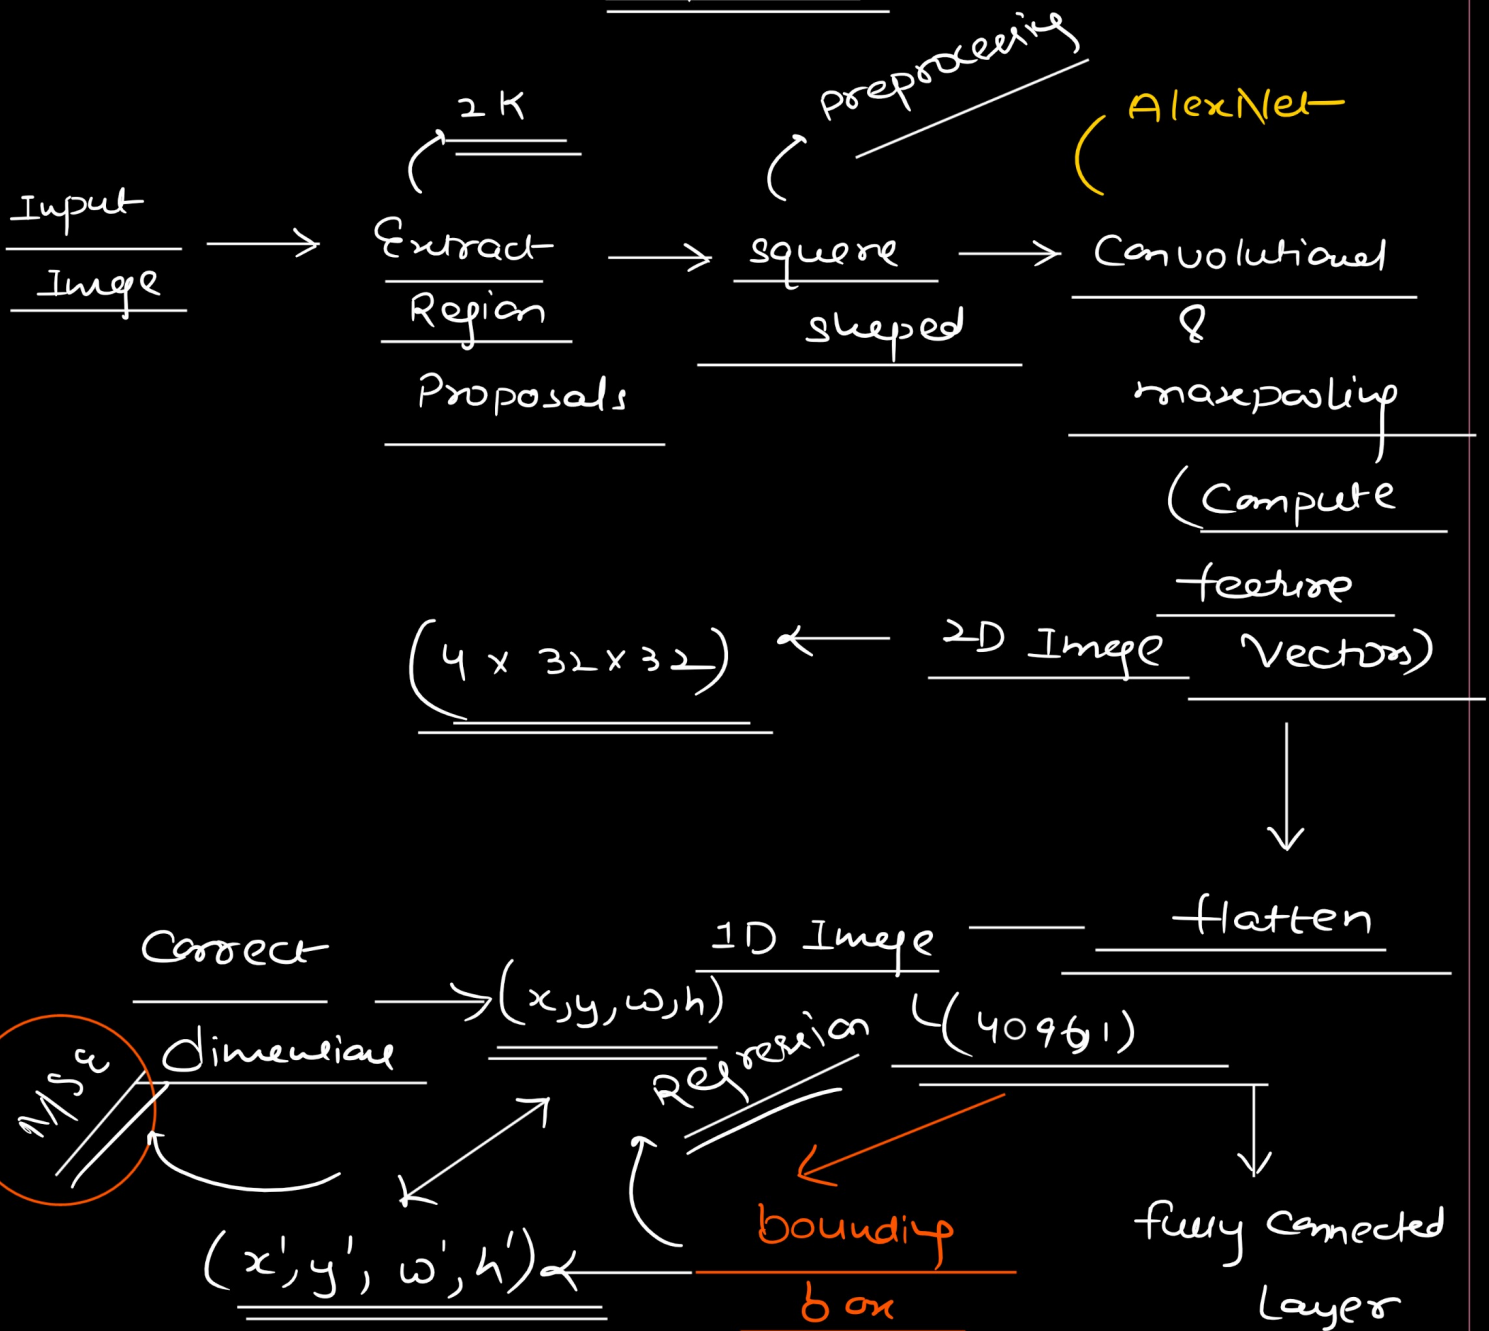 2K
preprocessing
AlexNet
Input
Image
Extract
Region
Proposals
square
shaped
Convolutional
&
maxpooling
(Compute
feature
Vectors)
2D Image
(4 x 32 x 32)
flatten
1D Image
(4096,1)
Correct
dimensions
(x,y,w,h)
Regression
MSE
fully connected
Layer
bounding
box
(x', y', w', h')